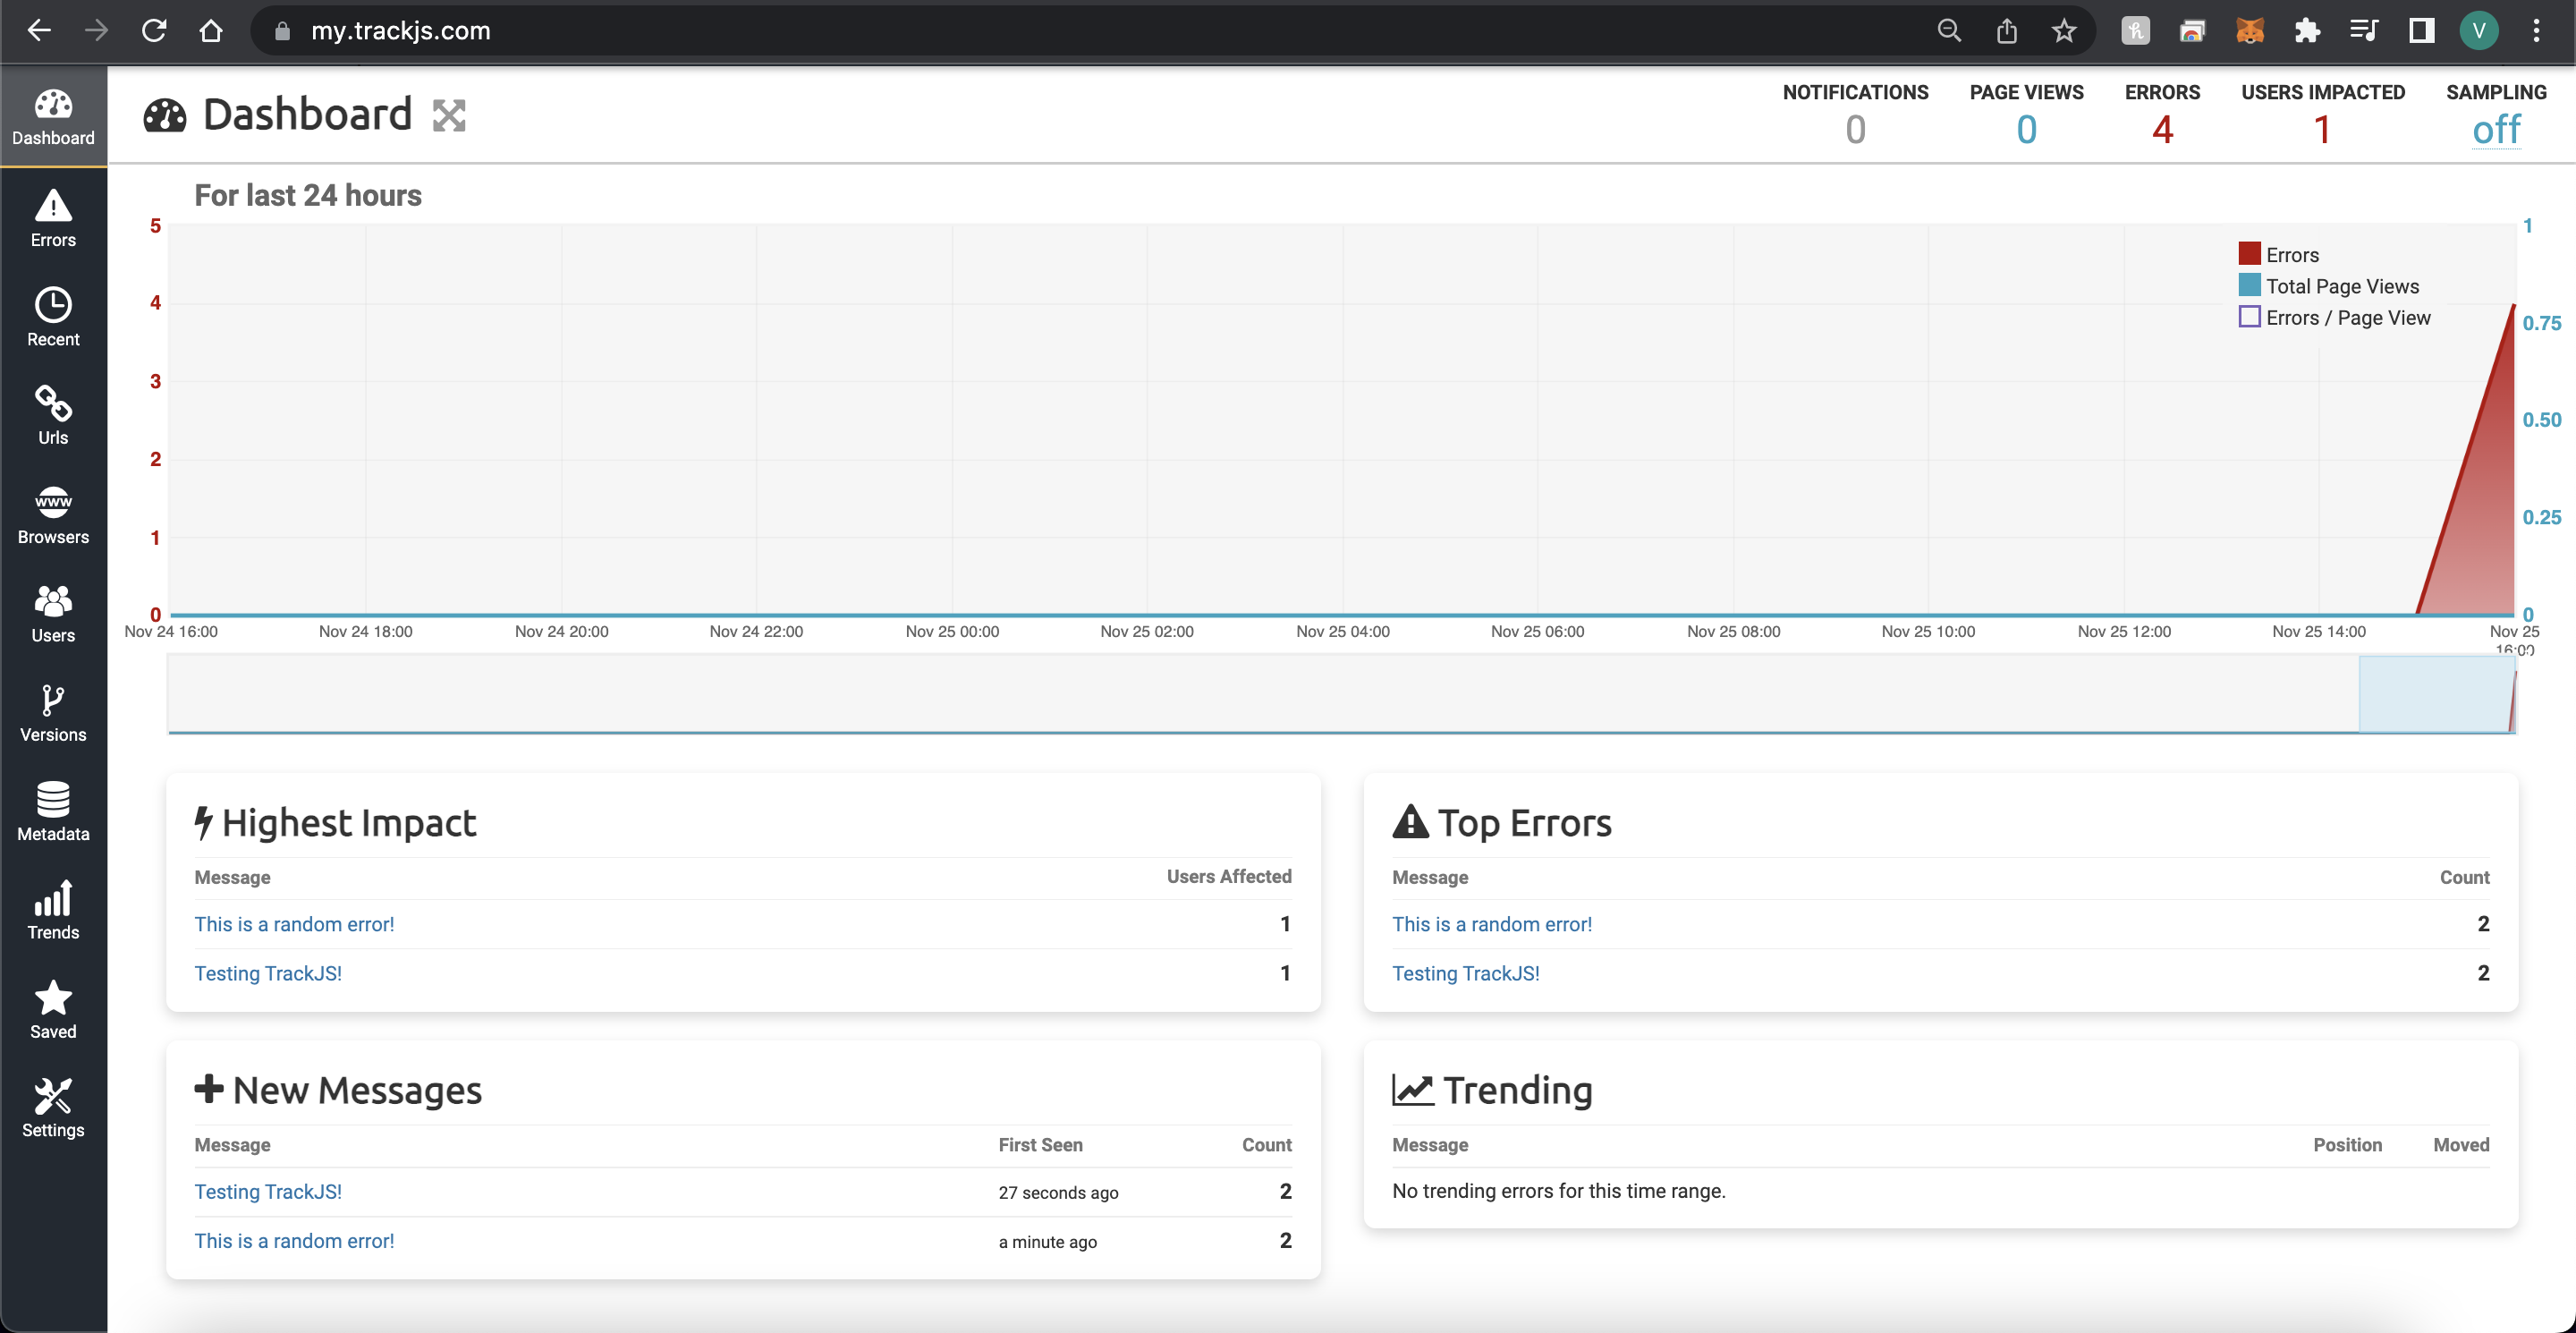 my.trackjs.com
V
Dashboard
Errors
Recent
Urls
www
Browsers
Users
Versions
Metadata
Trends
Saved
Settings
Dashboard
NOTIFICATIONS PAGE VIEWS ERRORS USERS IMPACTED SAMPLING
0 0 4 1 off
For last 24 hours
5
4
3
2
1
0
Errors
Total Page Views
Errors / Page View
1
0.75
0.50
0.25
0
Nov 24 16:00 Nov 24 18:00 Nov 24 20:00 Nov 24 22:00 Nov 25 00:00 Nov 25 02:00 Nov 25 04:00 Nov 25 06:00 Nov 25 08:00 Nov 25 10:00 Nov 25 12:00 Nov 25 14:00 Nov 25
16:00
Highest Impact
Message Users Affected
This is a random error! 1
Testing TrackJS! 1
Top Errors
Message Count
This is a random error! 2
Testing TrackJS! 2
New Messages
Message First Seen Count
Testing TrackJS! 27 seconds ago 2
This is a random error! a minute ago 2
Trending
Message Position Moved
No trending errors for this time range.